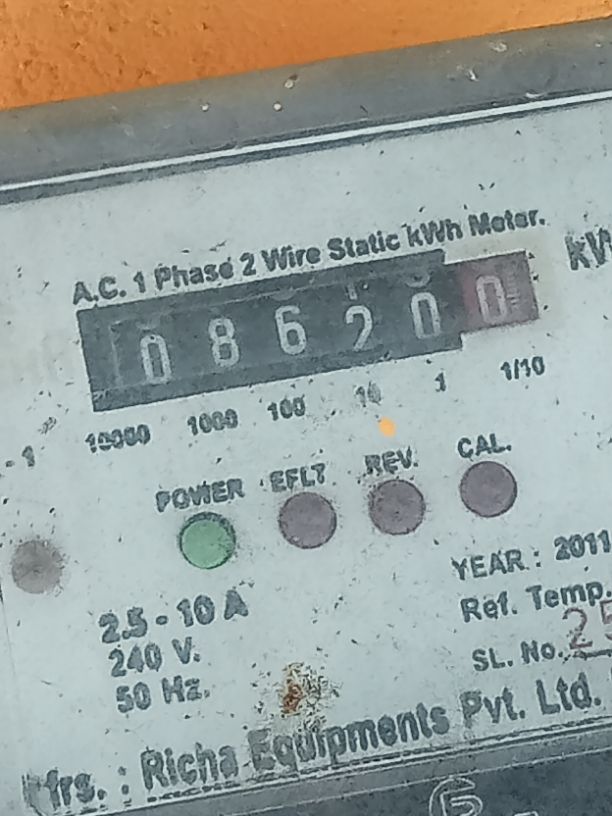 A.C. 1 Phase 2 Wire Static kWh Meter.
0 8 6 2 0 0
10000 1000 100 10 1 1/10
POWER EFLT REV. CAL.
2.5 - 10 A
240 V.
50 Hz.
YEAR : 2011
Ref. Temp.
SL. No.
Mfrs. : Richa Equipments Pvt. Ltd.